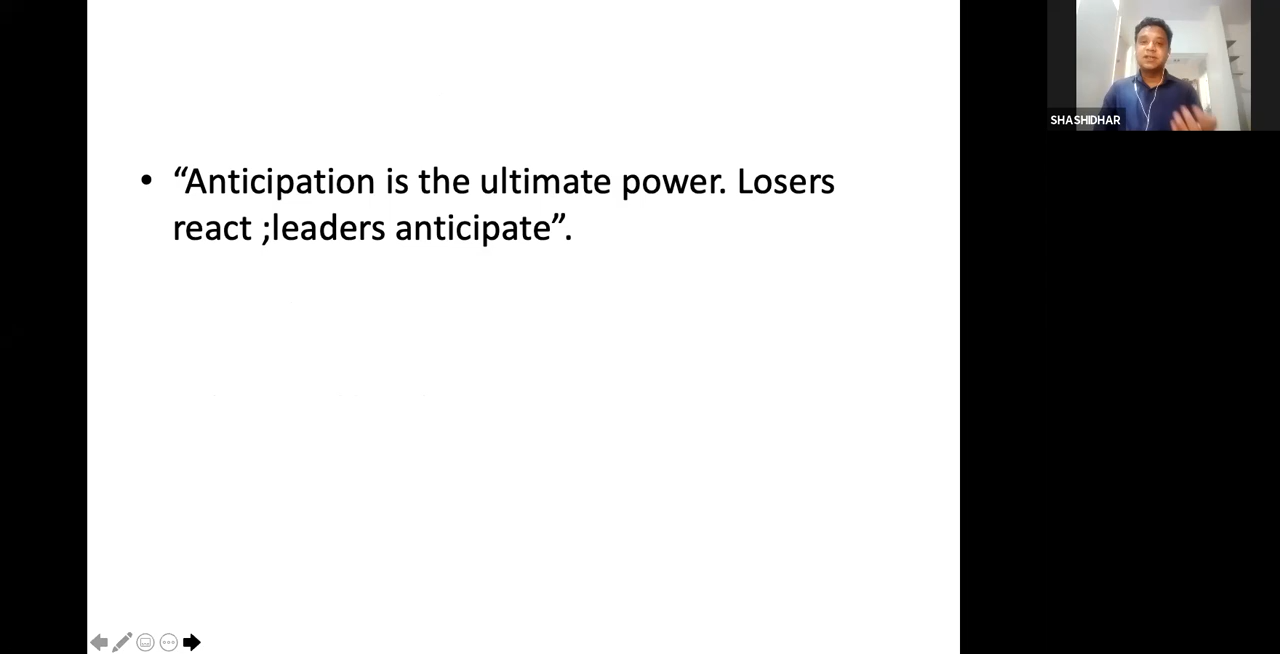 • “Anticipation is the ultimate power. Losers
react ;leaders anticipate”.
SHASHIDHAR